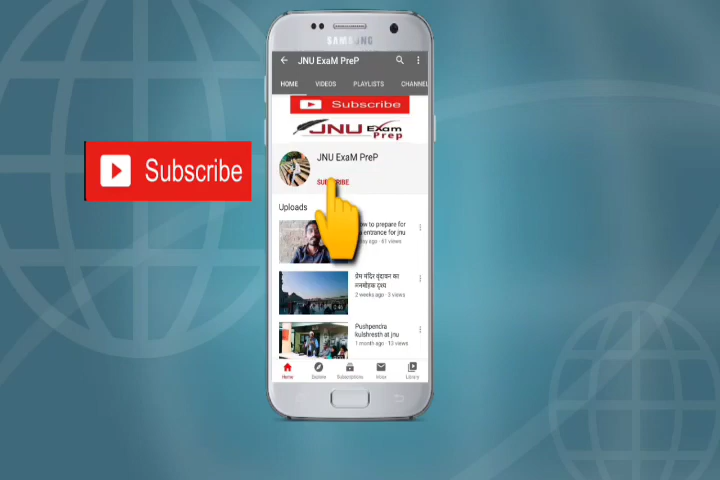 SAMSUNG
JNU ExaM PreP
HOME VIDEOS PLAYLISTS CHANNEL
Subscribe
JNU Exam
Prep
JNU ExaM PreP
Subscribe
Uploads
to prepare for
entrance for jnu
ago · 61 views
प्रेम मंदिर वृंदावन का
मनमोहक दृश्य
2 weeks ago · 3 views
Pushpendra
kulshresth at jnu
1 month ago · 13 views
Home Explore Subscriptions Inbox Library